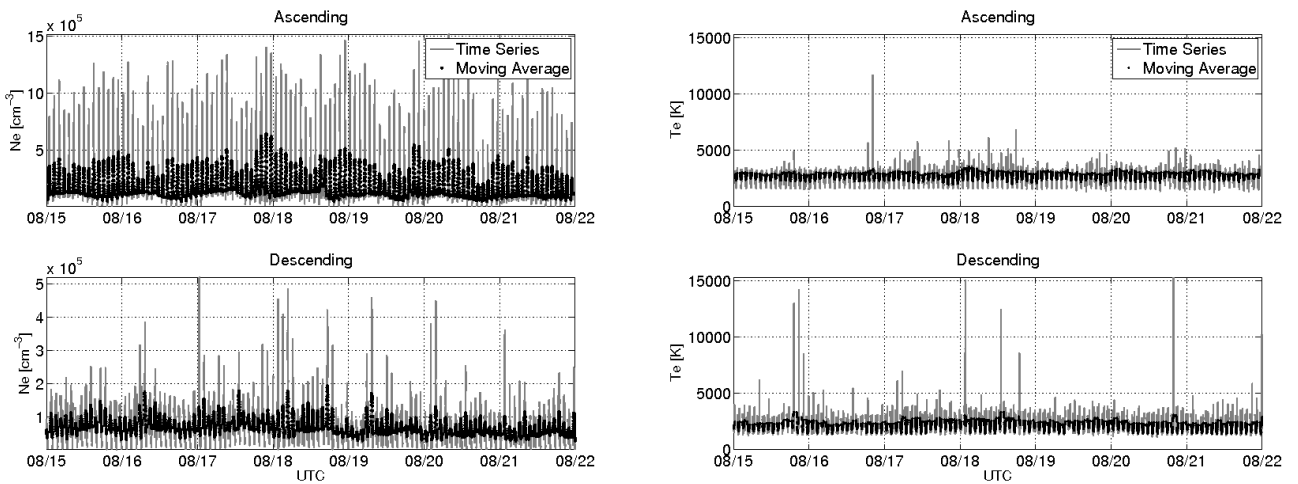 Ascending
x 10⁵
Time Series
Moving Average
Ne [cm⁻³]
15
10
5
08/15 08/16 08/17 08/18 08/19 08/20 08/21 08/22
Ascending
Time Series
Moving Average
Te [K]
15000
10000
5000
0
08/15 08/16 08/17 08/18 08/19 08/20 08/21 08/22
Descending
x 10⁵
Ne [cm⁻³]
5
4
3
2
1
08/15 08/16 08/17 08/18 08/19 08/20 08/21 08/22
UTC
Descending
Te [K]
15000
10000
5000
0
08/15 08/16 08/17 08/18 08/19 08/20 08/21 08/22
UTC